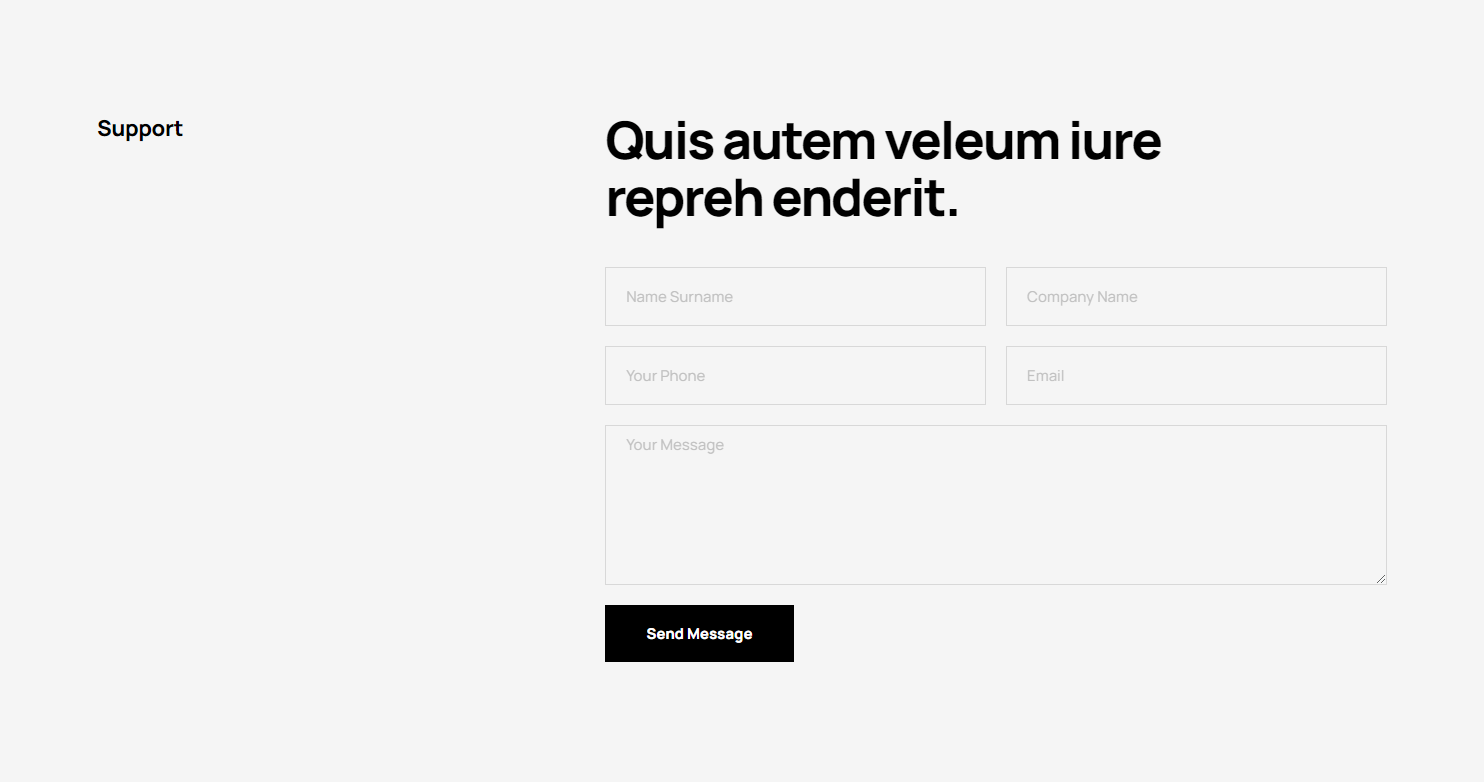 Support
Quis autem veleum iure
repreh enderit.
Name Surname
Company Name
Your Phone
Email
Your Message
Send Message